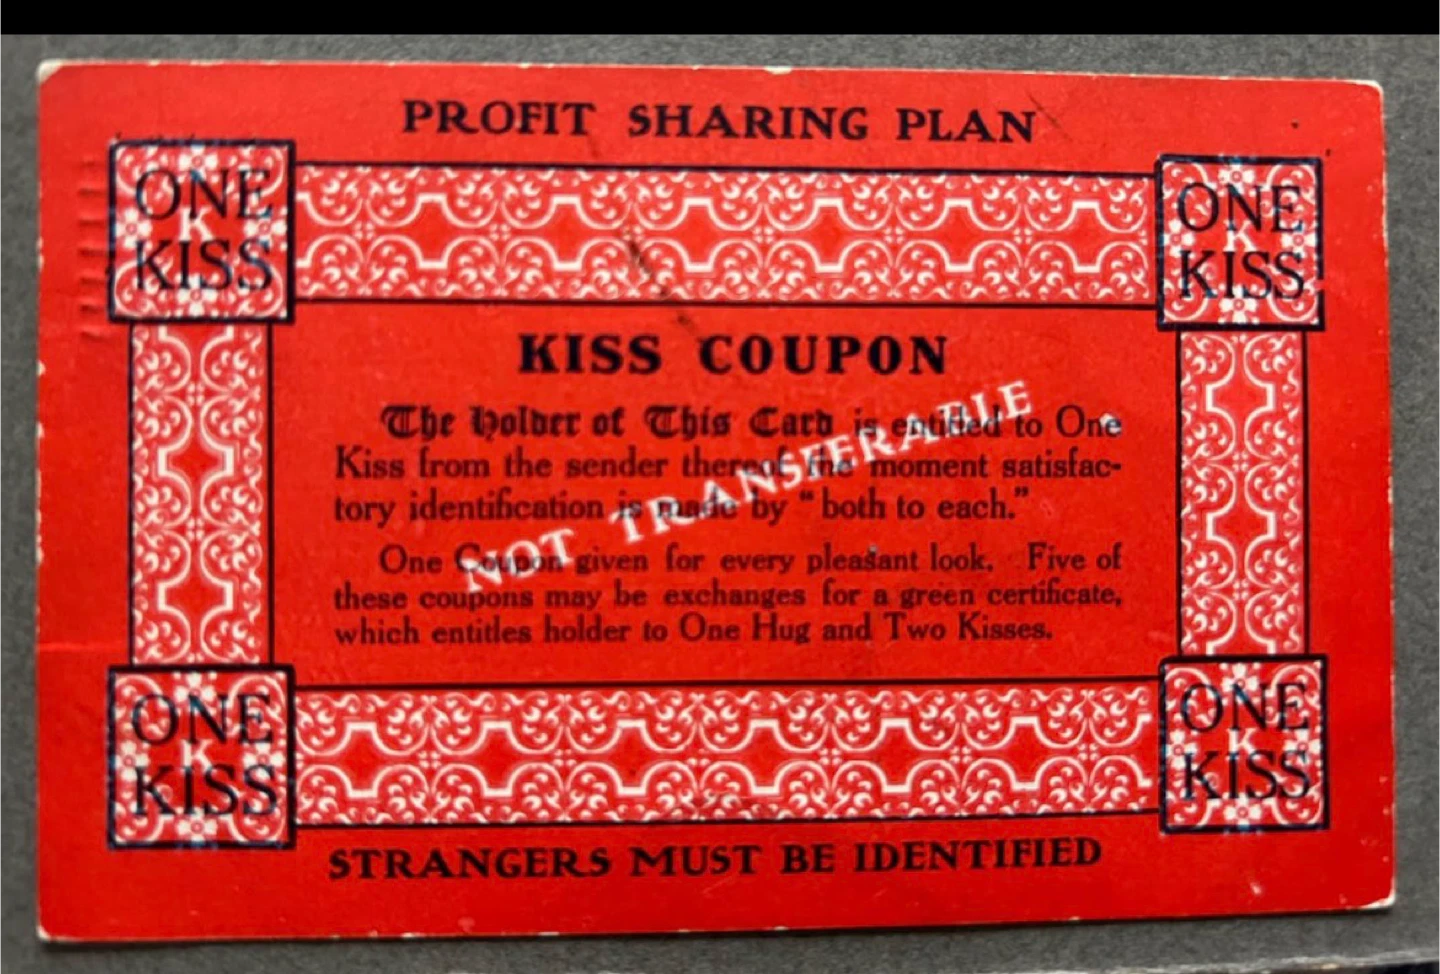 PROFIT SHARING PLAN
ONE
K
KISS
ONE
K
KISS
KISS COUPON
The Holder of This Card is entitled to One
Kiss from the sender thereof the moment satisfac-
tory identification is made by "both to each."
NOT TRANSFERABLE
One Coupon given for every pleasant look. Five of
these coupons may be exchanges for a green certificate,
which entitles holder to One Hug and Two Kisses.
ONE
K
KISS
ONE
K
KISS
STRANGERS MUST BE IDENTIFIED